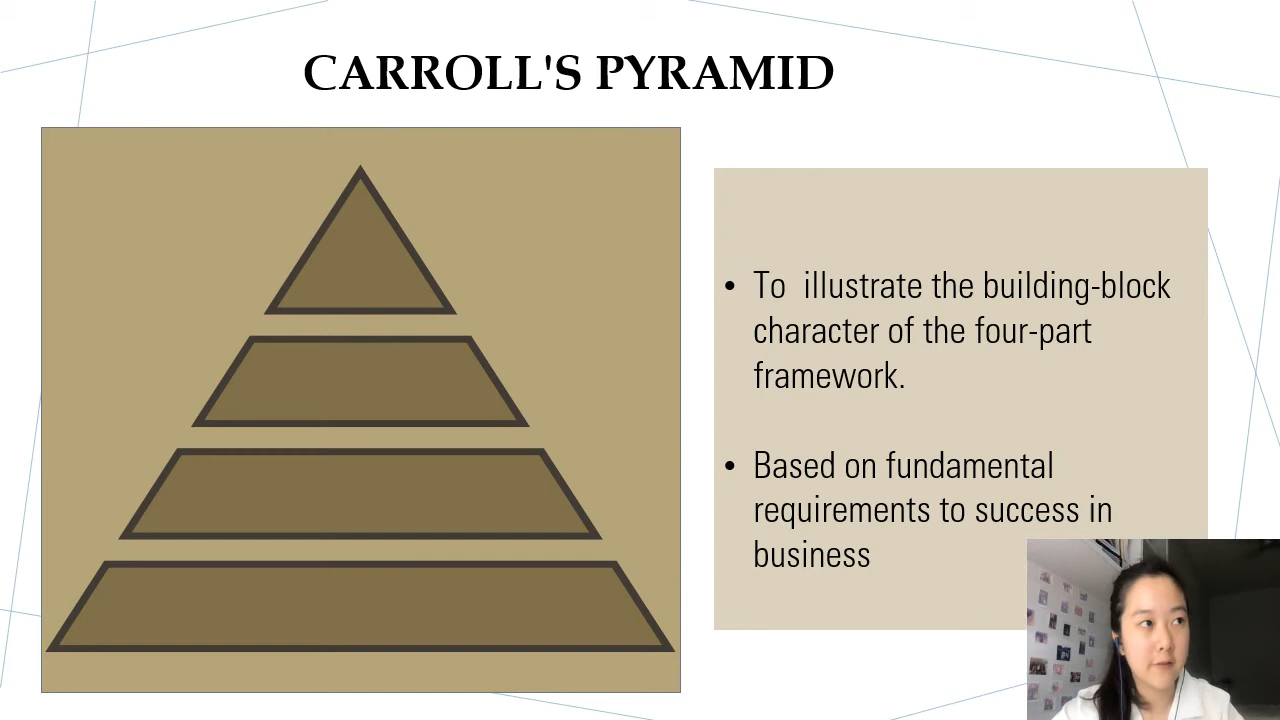 CARROLL'S PYRAMID
• To illustrate the building-block
character of the four-part
framework.
• Based on fundamental
requirements to success in
business